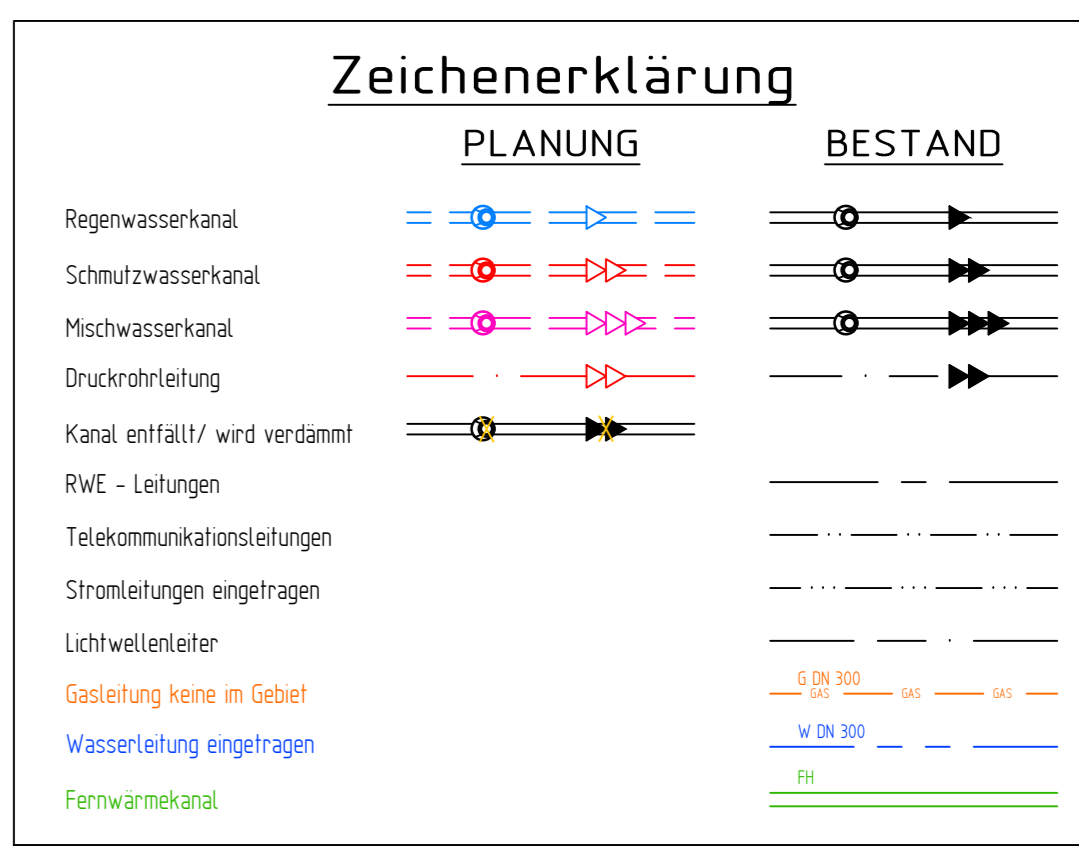 Zeichenerklärung
PLANUNG BESTAND
Regenwasserkanal
Schmutzwasserkanal
Mischwasserkanal
Druckrohrleitung
Kanal entfällt/ wird verdämmt
RWE - Leitungen
Telekommunikationsleitungen
Stromleitungen eingetragen
Lichtwellenleiter
Gasleitung keine im Gebiet
G DN 300
GAS GAS GAS
Wasserleitung eingetragen
W DN 300
Fernwärmekanal
FH